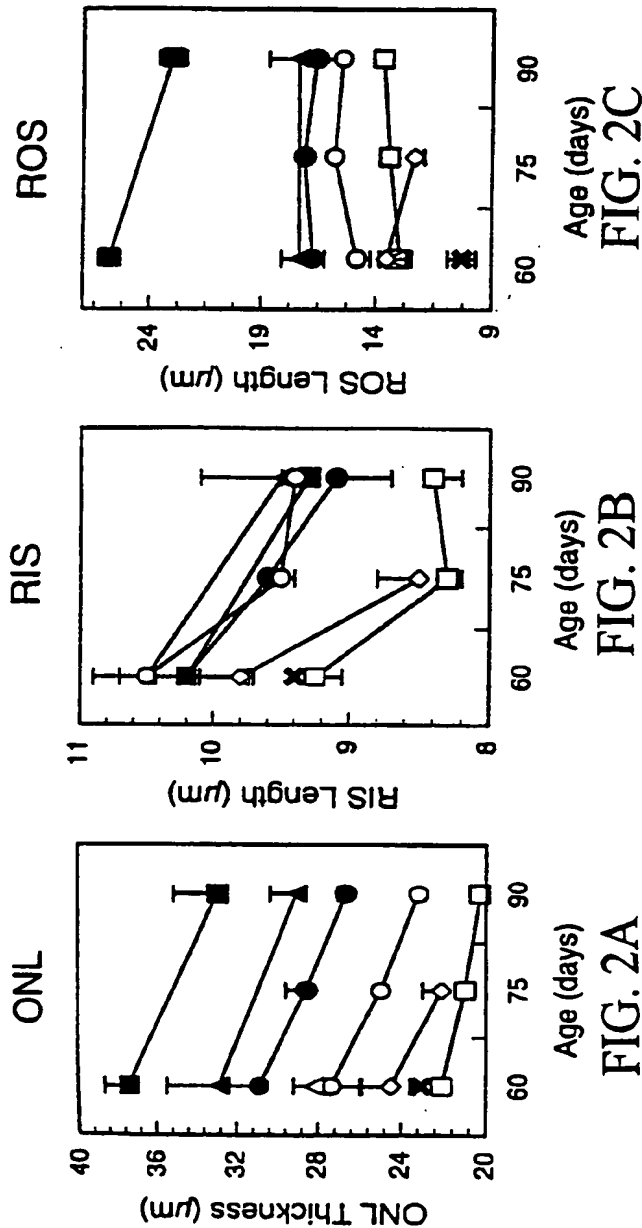 ONL
ONL Thickness (μm)
40
36
32
28
24
20
60
75
90
Age (days)
FIG. 2A
RIS
RIS Length (μm)
11
10
9
8
60
75
90
Age (days)
FIG. 2B
ROS
ROS Length (μm)
24
19
14
9
60
75
90
Age (days)
FIG. 2C